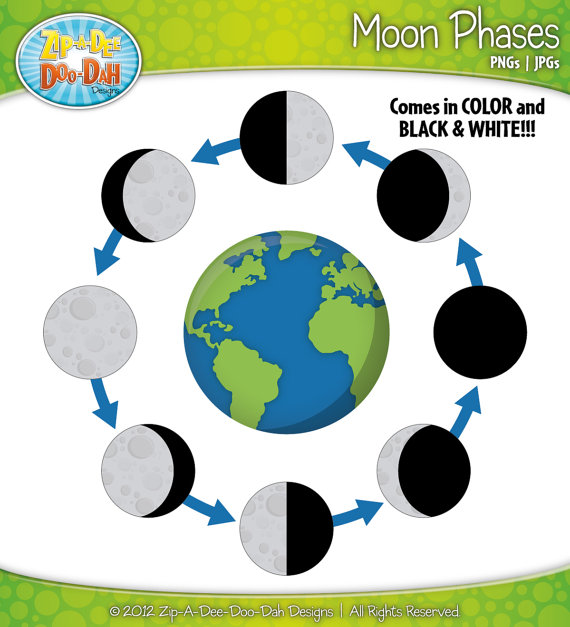 Zip-A-Dee
Doo-Dah
Designs
Moon Phases
PNGs | JPGs
Comes in COLOR and
BLACK & WHITE!!!
© 2012 Zip-A-Dee-Doo-Dah Designs | All Rights Reserved.